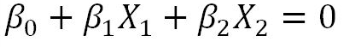 β₀ + β₁X₁ + β₂X₂ = 0